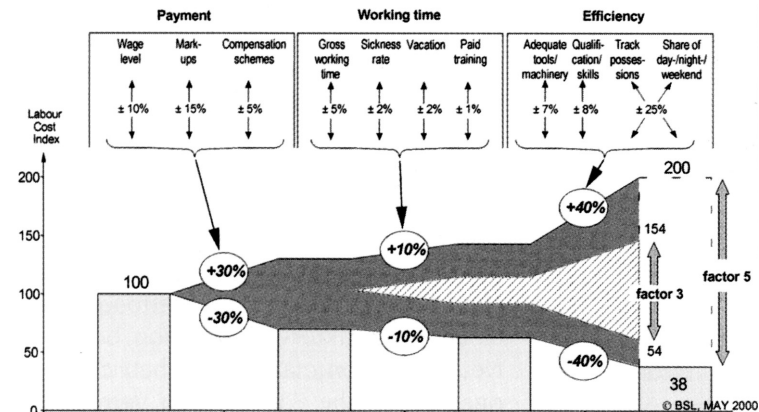 Payment Working time Efficiency
Wage Mark- Compensation Gross Sickness Vacation Paid Adequate Qualifi- Track Share of
level ups schemes working rate training tools/ cation/ posses- day-/night-/
time machinery skills sions weekend
± 10% ± 15% ± 5% ± 5% ± 2% ± 2% ± 1% ± 7% ± 8% ± 25%
Labour
Cost
Index
200
200
+40%
150
154
+10%
+30%
100
100
factor 5
factor 3
-30%
-10%
50
54
-40%
38
0
© BSL, MAY 2000